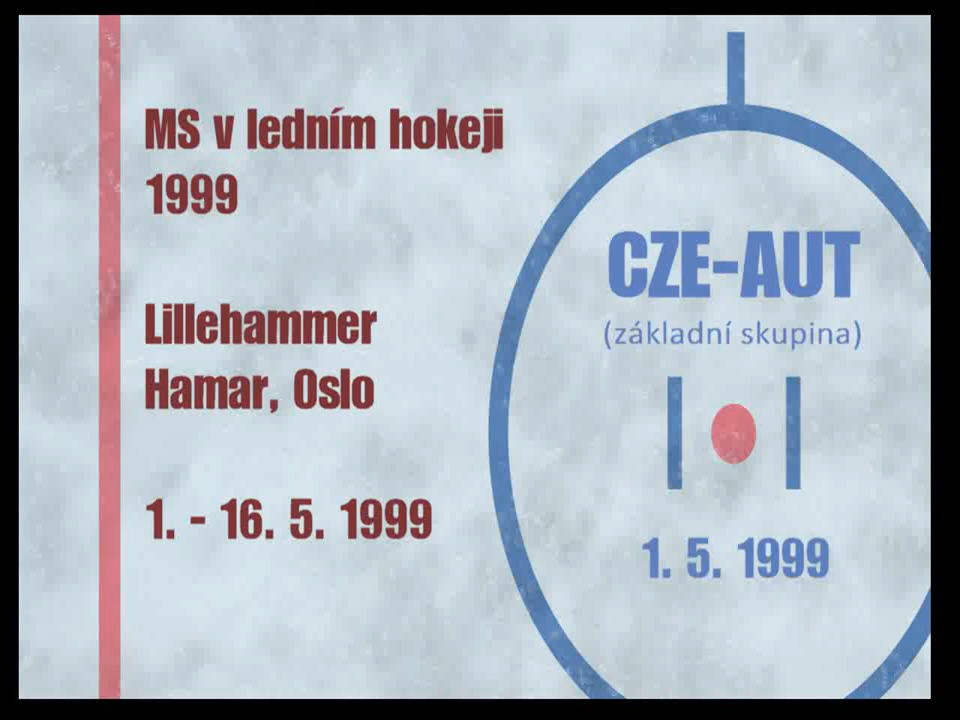 MS v ledním hokeji
1999
Lillehammer
Hamar, Oslo
1. - 16. 5. 1999
CZE-AUT
(základní skupina)
1. 5. 1999